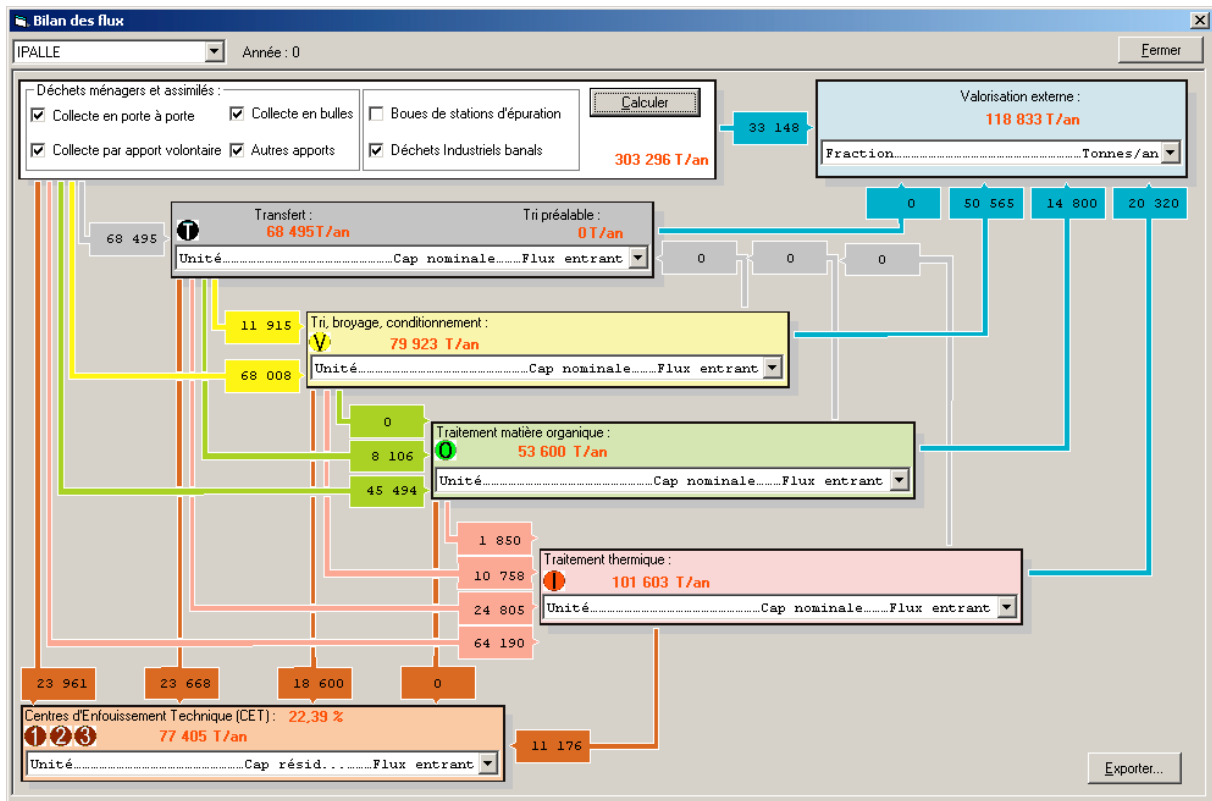 Bilan des flux
IPALLE
Année : 0
Fermer
Déchets ménagers et assimilés :
Collecte en porte à porte
Collecte en bulles
Collecte par apport volontaire
Autres apports
Boues de stations d'épuration
Déchets Industriels banals
Calculer
303 296 T/an
33 148
Valorisation externe :
118 833 T/an
Fraction...Tonnes/an
0
50 565
14 800
20 320
68 495
T
Transfert :
68 495T/an
Tri préalable :
0T/an
Unité...Cap nominale...Flux entrant
0
0
0
11 915
68 008
Tri, broyage, conditionnement :
V
79 923 T/an
Unité...Cap nominale...Flux entrant
0
8 106
45 494
Traitement matière organique :
O
53 600 T/an
Unité...Cap nominale...Flux entrant
1 850
10 758
24 805
64 190
Traitement thermique :
I
101 603 T/an
Unité...Cap nominale...Flux entrant
23 961
23 668
18 600
0
Centres d'Enfouissement Technique (CET) : 22,39 %
1 2 3
77 405 T/an
Unité...Cap résid......Flux entrant
11 176
Exporter...